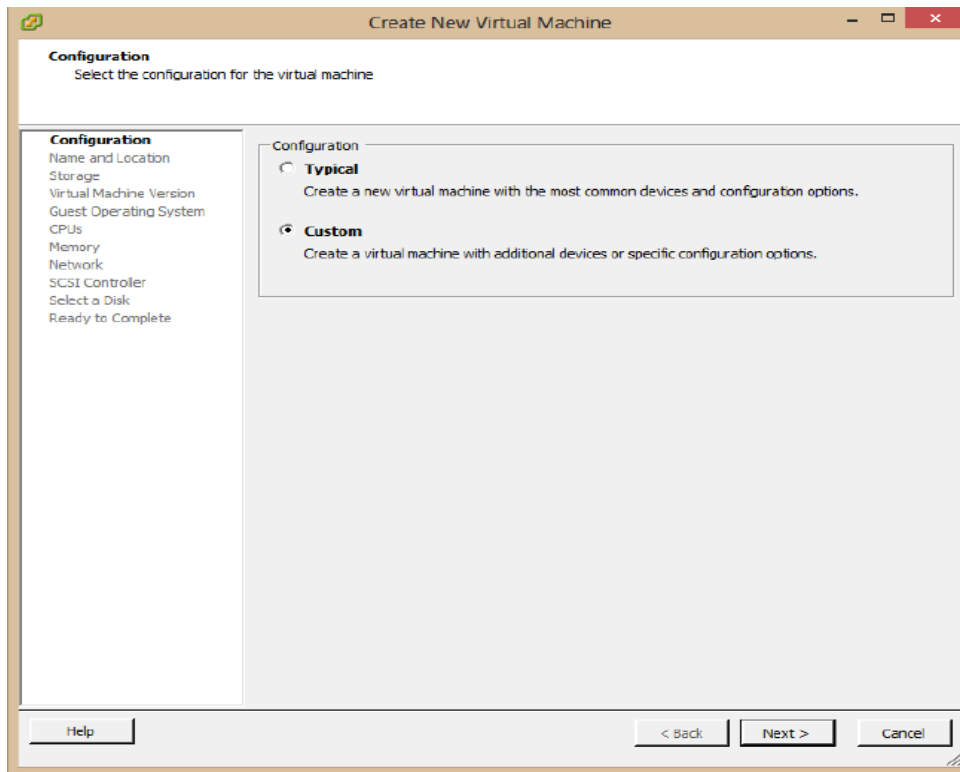 Create New Virtual Machine
Configuration
Select the configuration for the virtual machine
Configuration
Name and Location
Storage
Virtual Machine Version
Guest Operating System
CPUs
Memory
Network
SCSI Controller
Select a Disk
Ready to Complete
Configuration
Typical
Create a new virtual machine with the most common devices and configuration options.
Custom
Create a virtual machine with additional devices or specific configuration options.
Help
< Back
Next >
Cancel